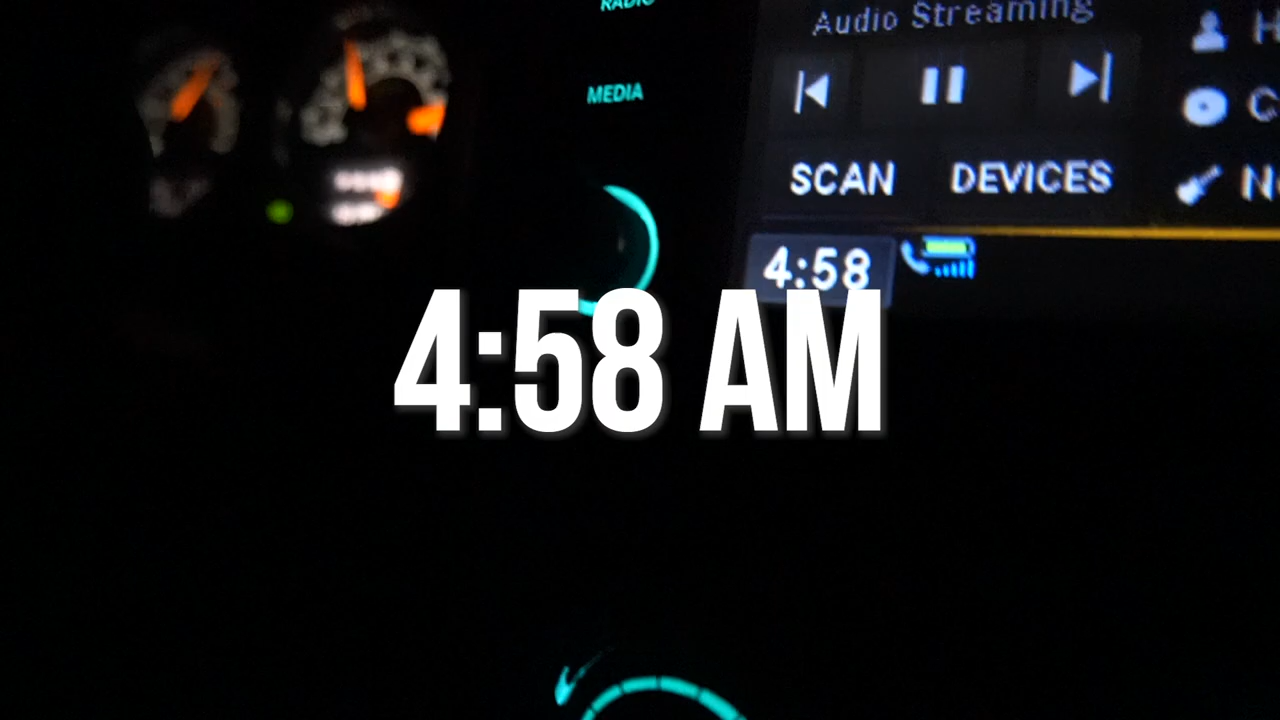 RADIO
MEDIA
Audio Streaming
SCAN
DEVICES
4:58
4:58 AM